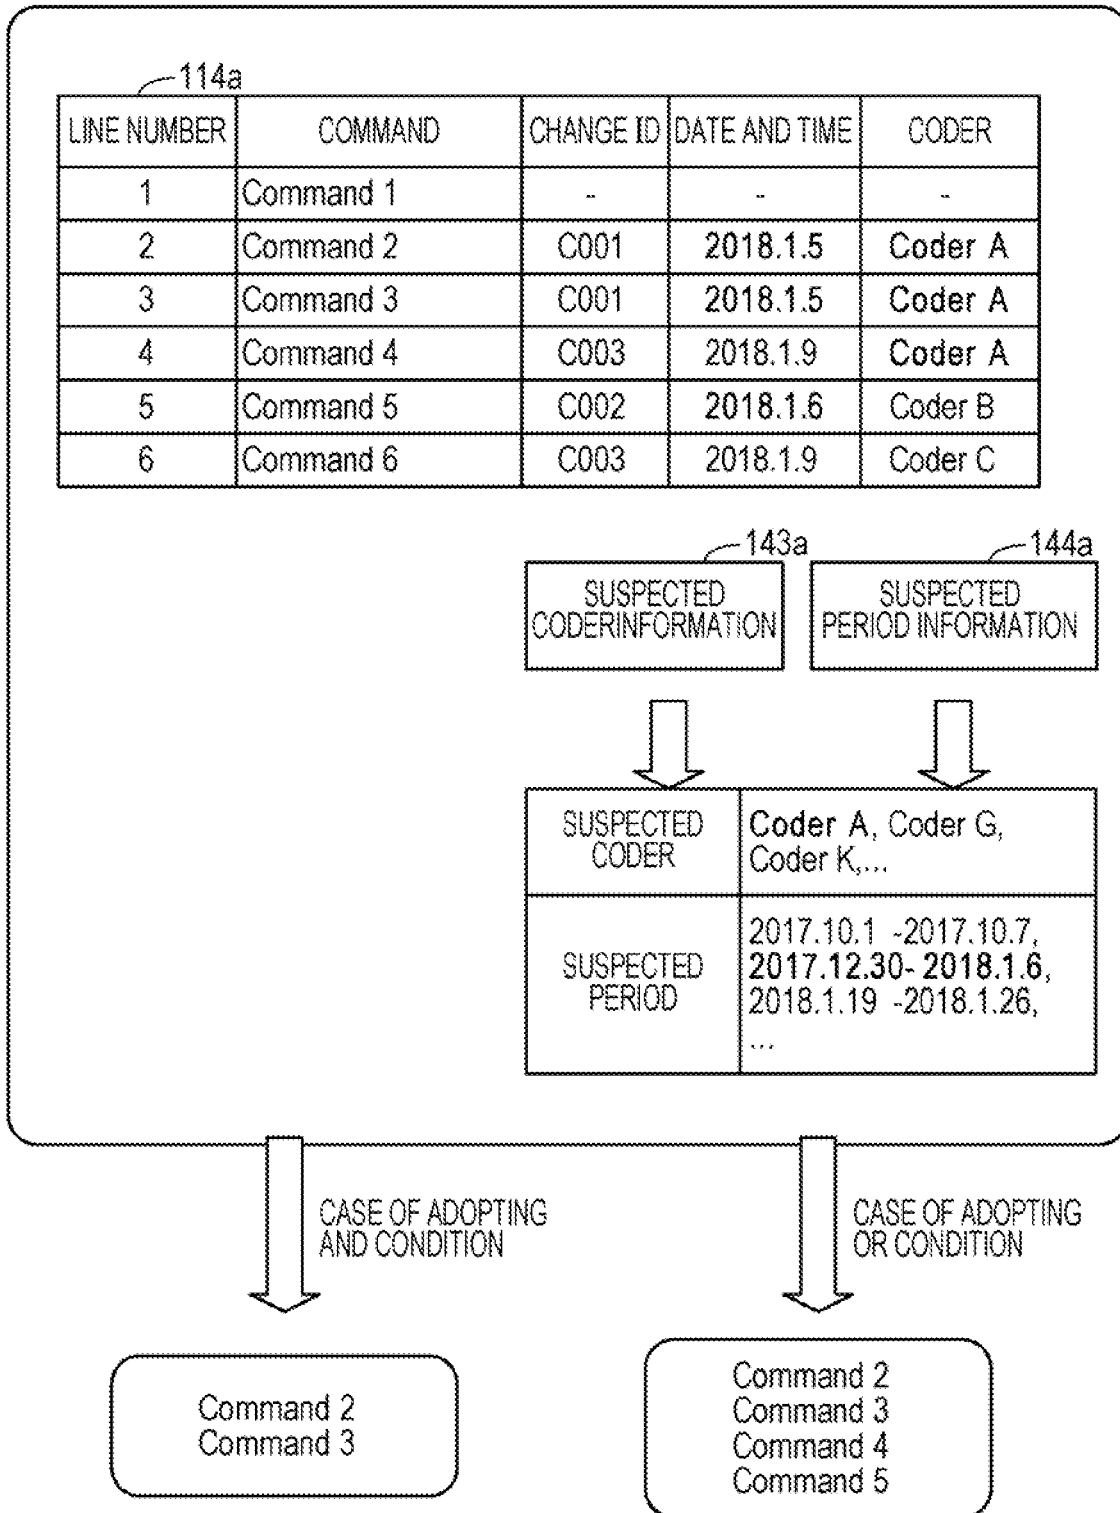 114a
LINE NUMBER COMMAND CHANGE ID DATE AND TIME CODER
1 Command 1 - - -
2 Command 2 C001 2018.1.5 Coder A
3 Command 3 C001 2018.1.5 Coder A
4 Command 4 C003 2018.1.9 Coder A
5 Command 5 C002 2018.1.6 Coder B
6 Command 6 C003 2018.1.9 Coder C
143a
144a
SUSPECTED
CODERINFORMATION
SUSPECTED
PERIOD INFORMATION
SUSPECTED
CODER
Coder A, Coder G,
Coder K,...
SUSPECTED
PERIOD
2017.10.1 -2017.10.7,
2017.12.30- 2018.1.6,
2018.1.19 -2018.1.26,
...
CASE OF ADOPTING
AND CONDITION
CASE OF ADOPTING
OR CONDITION
Command 2
Command 3
Command 2
Command 3
Command 4
Command 5